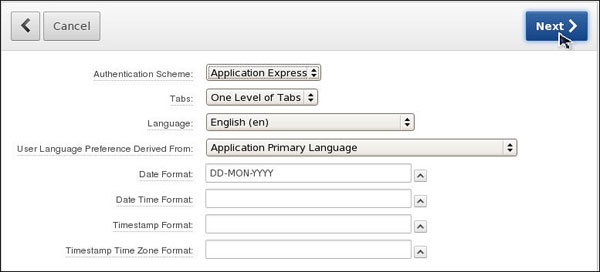 Cancel
Next
Authentication Scheme: Application Express
Tabs: One Level of Tabs
Language: English (en)
User Language Preference Derived From: Application Primary Language
Date Format: DD-MON-YYYY
Date Time Format:
Timestamp Format:
Timestamp Time Zone Format: